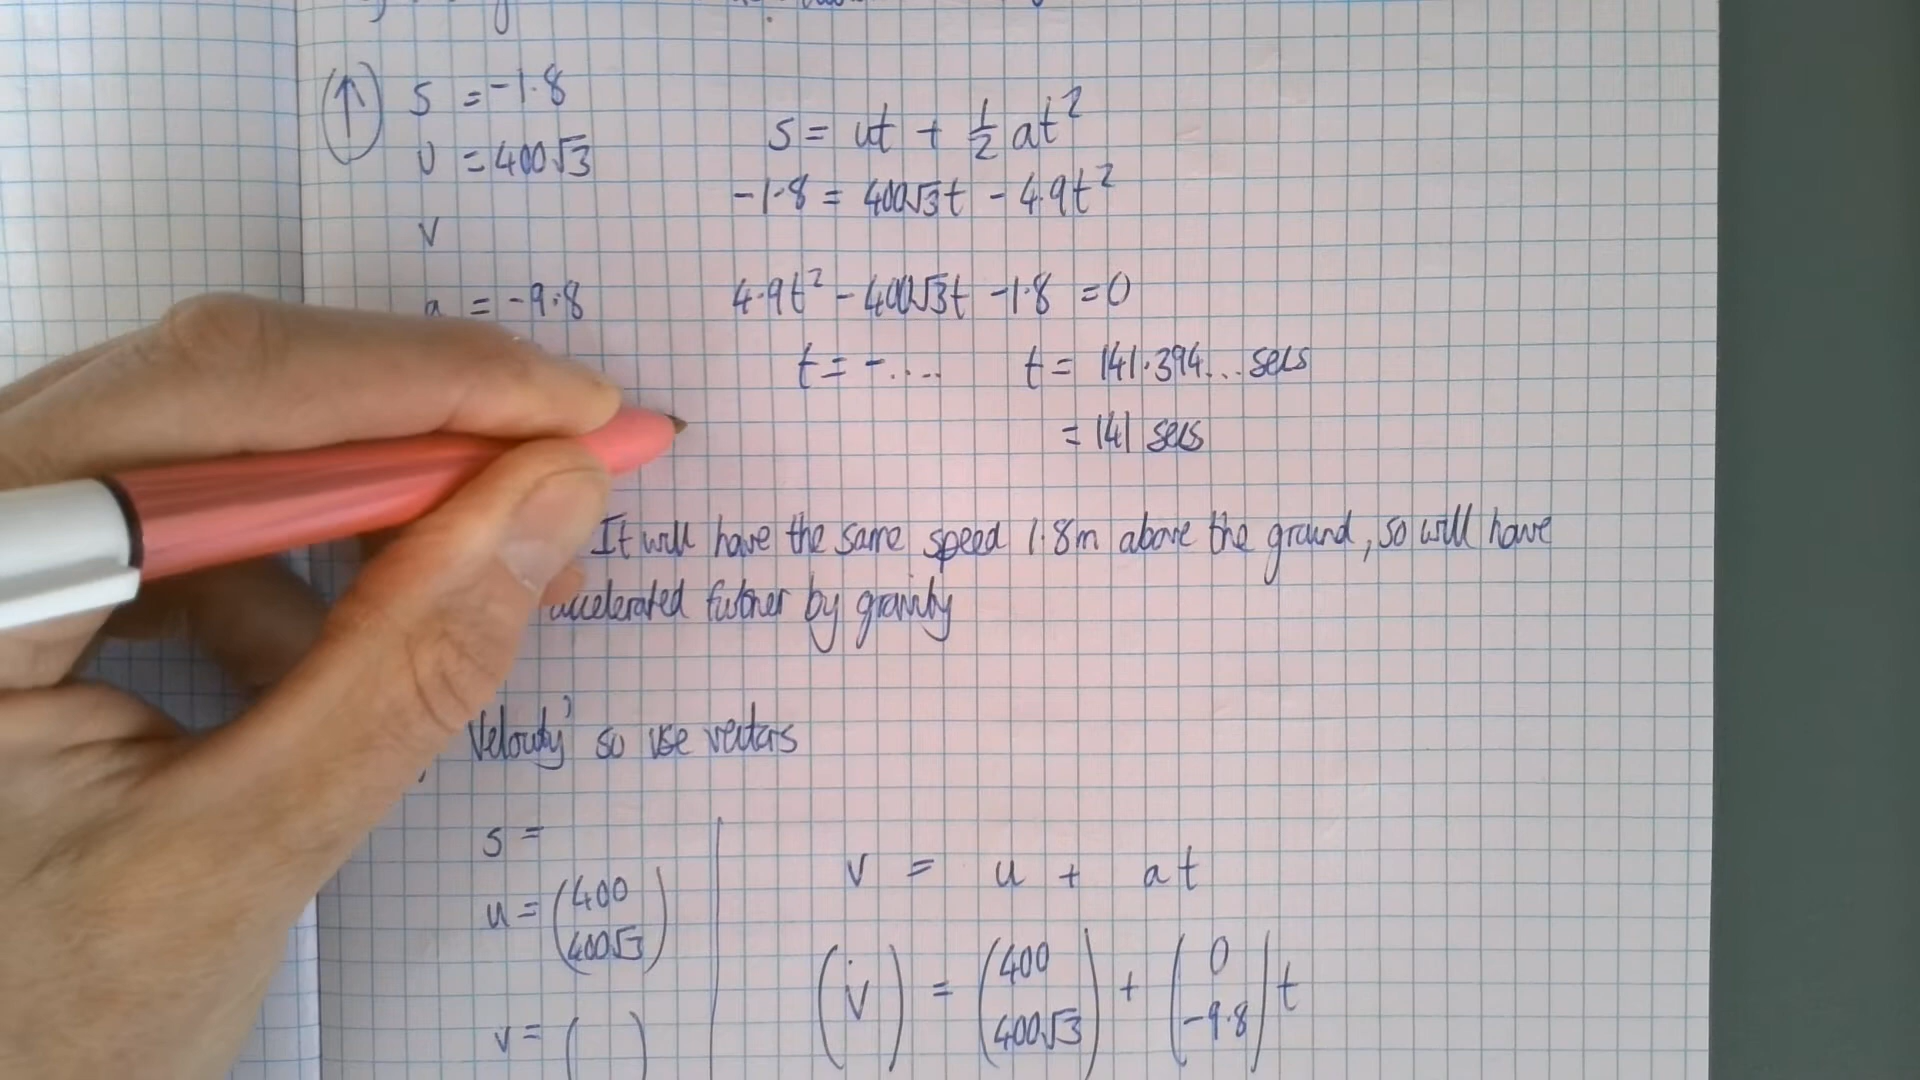 (↑) s = -1.8
u = 400√3
v
a = -9.8
s = ut + 1/2 at²
-1.8 = 400√3t - 4.9t²
4.9t² - 400√3t - 1.8 = 0
t = -.... t = 141.394... secs
= 141 secs
It will have the same speed 1.8m above the ground, so will have
accelerated further by gravity
Velocity' so use vectors
s =
u = (400
400√3)
v = ( )
v = u + at
(v) = (400
400√3) + (0
-9.8) t